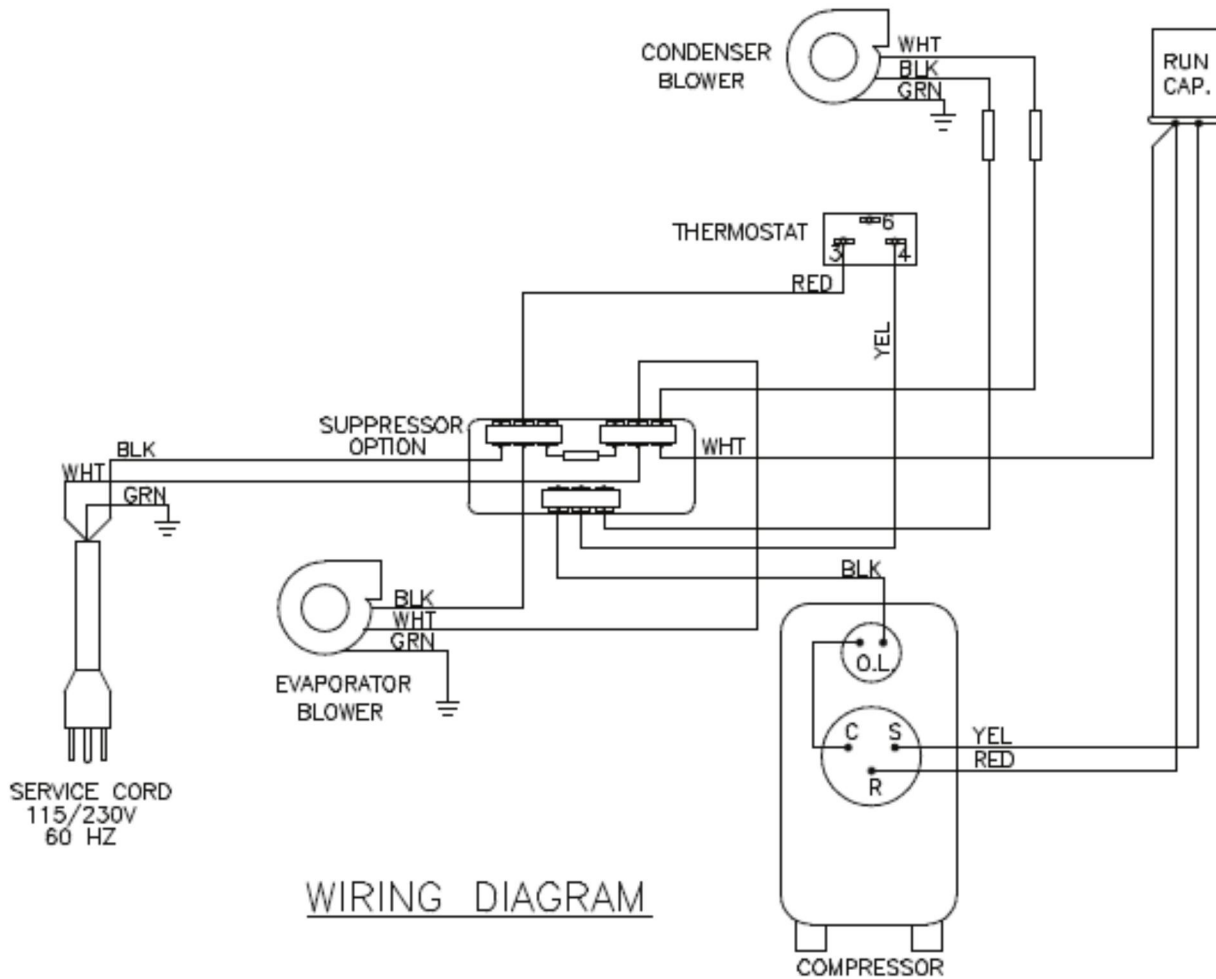 CONDENSER
BLOWER
WHT
BLK
GRN
RUN
CAP.
THERMOSTAT
6
3
4
RED
YEL
SUPPRESSOR
OPTION
WHT
BLK
WHT
GRN
BLK
BLK
WHT
GRN
O.L.
EVAPORATOR
BLOWER
C
S
R
YEL
RED
SERVICE CORD
115/230V
60 HZ
WIRING DIAGRAM
COMPRESSOR